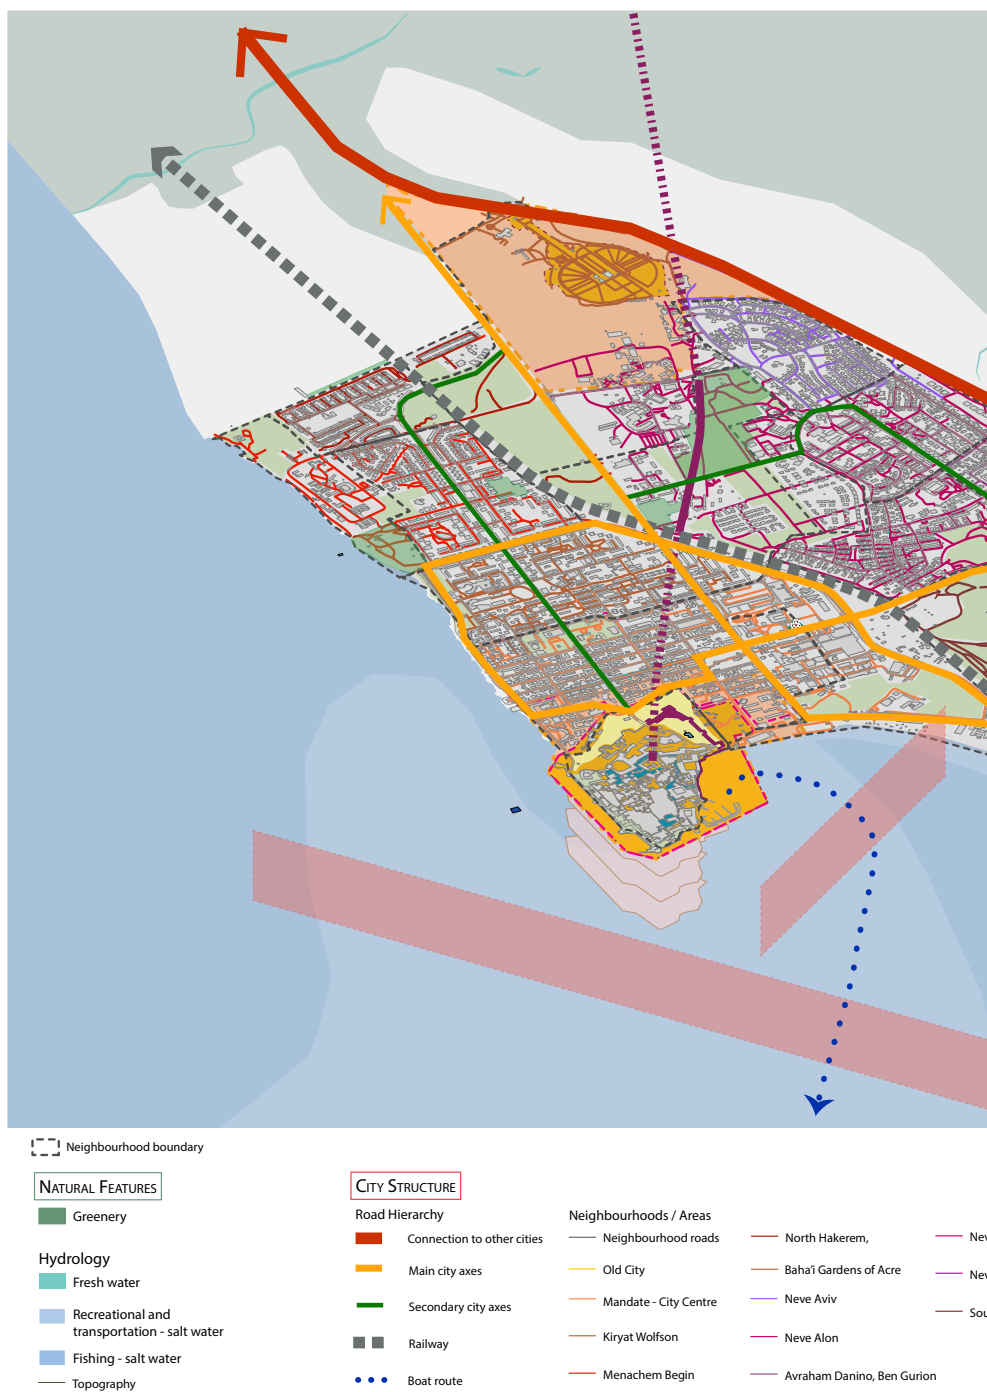 Neighbourhood boundary
NATURAL FEATURES
Greenery
Hydrology
Fresh water
Recreational and
transportation - salt water
Fishing - salt water
Topography
CITY STRUCTURE
Road Hierarchy
Connection to other cities
Main city axes
Secondary city axes
Railway
Boat route
Neighbourhoods / Areas
Neighbourhood roads
Old City
Mandate - City Centre
Kiryat Wolfson
Menachem Begin
North Hakerem,
Baha'i Gardens of Acre
Neve Aviv
Neve Alon
Avraham Danino, Ben Gurion
Nev
Nev
Sou